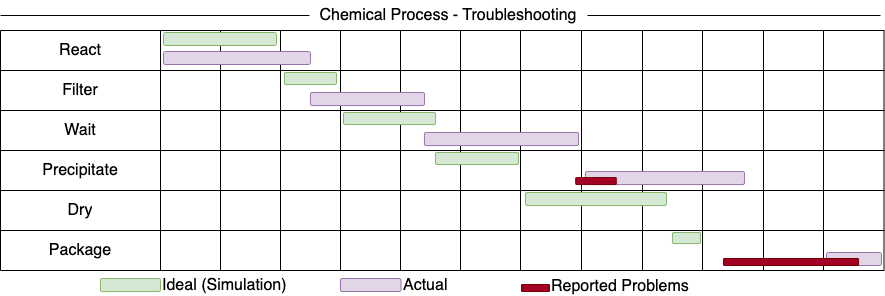 Chemical Process - Troubleshooting
React
Filter
Wait
Precipitate
Dry
Package
Ideal (Simulation)
Actual
Reported Problems